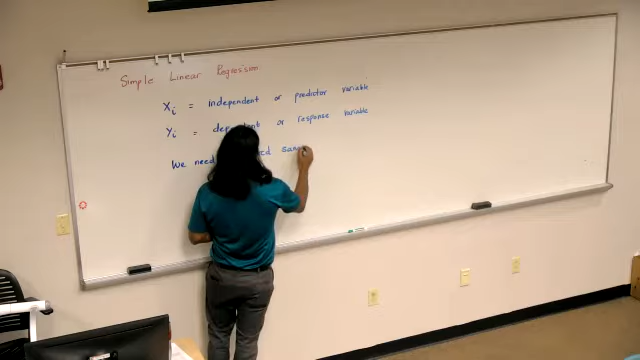 Simple Linear Regression
Xi = independent or predictor variable
Yi = dependent or response variable
We need